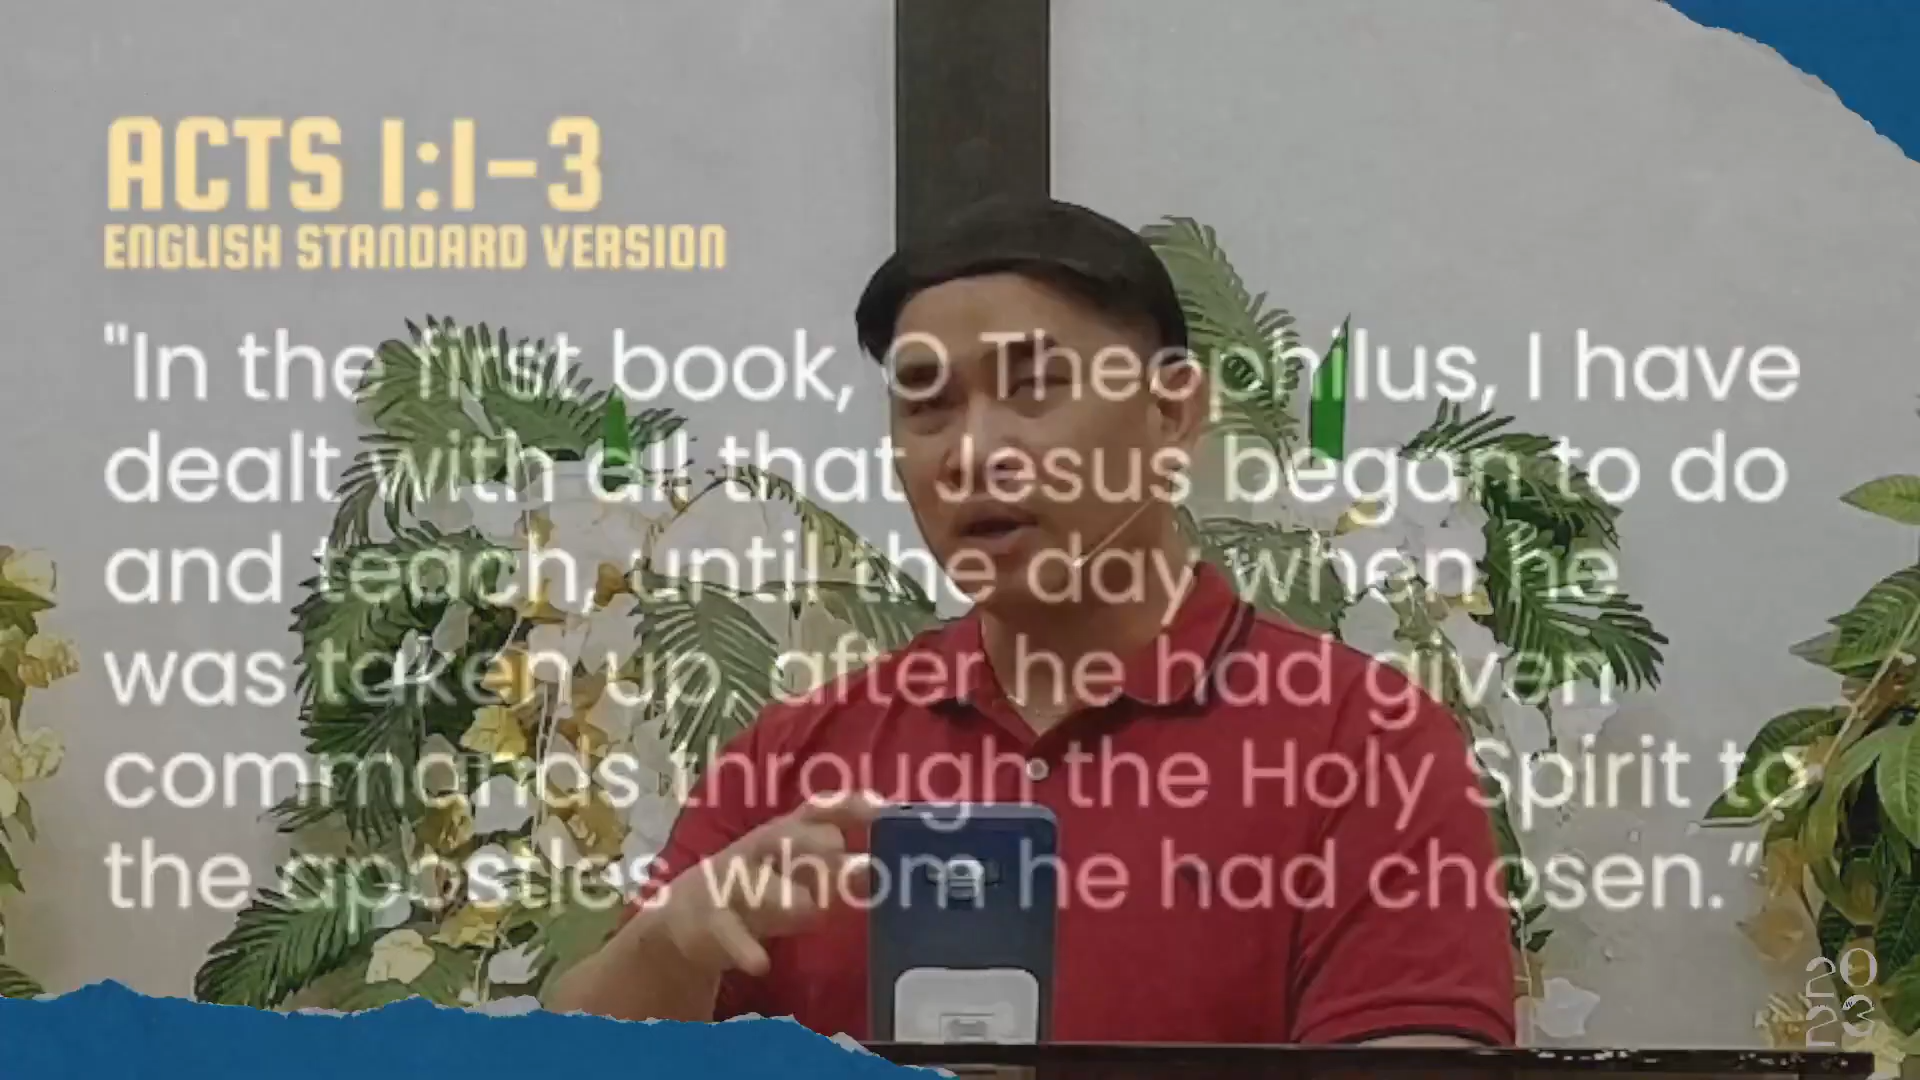 ACTS 1:1-3
ENGLISH STANDARD VERSION
"In the first book, O Theophilus, I have
dealt with all that Jesus began to do
and teach, until the day when he
was taken up, after he had given
commands through the Holy Spirit to
the apostles whom he had chosen.”
20
23